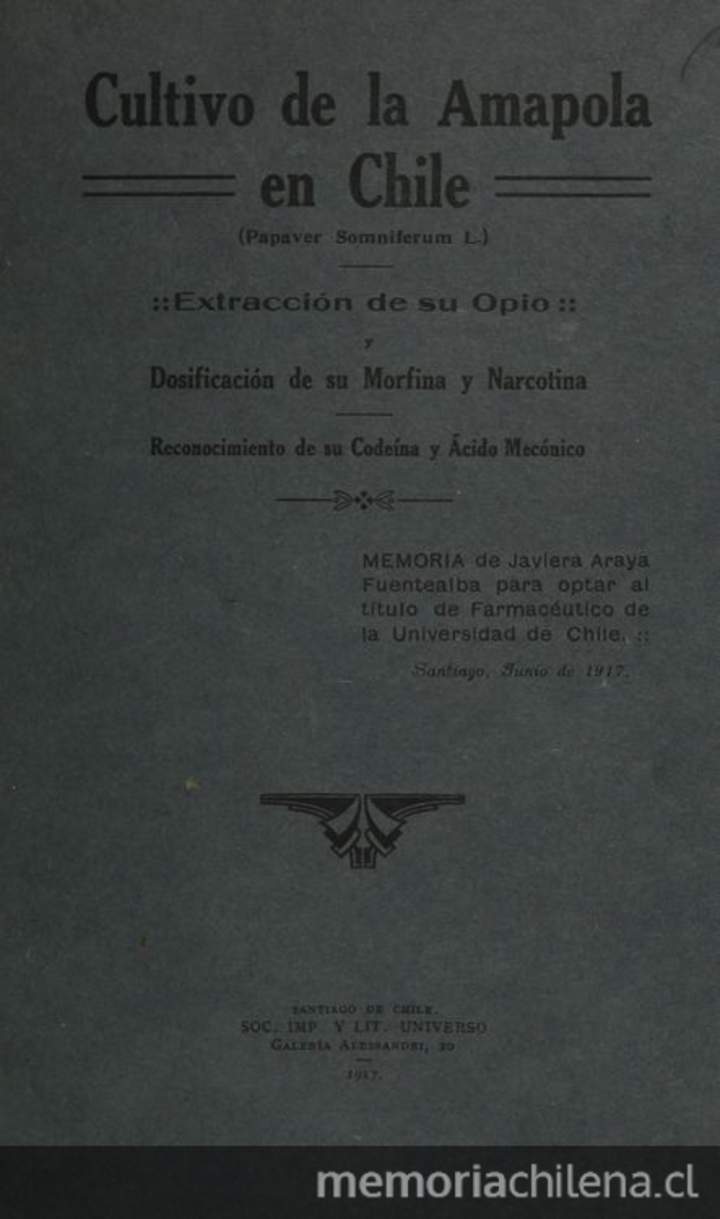 Cultivo de la Amapola
en Chile
(Papaver Somniferum L.)
::Extracción de su Opio::
y
Dosificación de su Morfina y Narcotina
Reconocimiento de su Codeína y Ácido Mecónico
MEMORIA de Javiera Araya
Fuentealba para optar al
título de Farmacéutico de
la Universidad de Chile. ::
Santiago, Junio de 1917.
SANTIAGO DE CHILE.
SOC. IMP. Y LIT. UNIVERSO
GALERÍA ALESSANDRI, 20
1917.
memoriachilena.cl